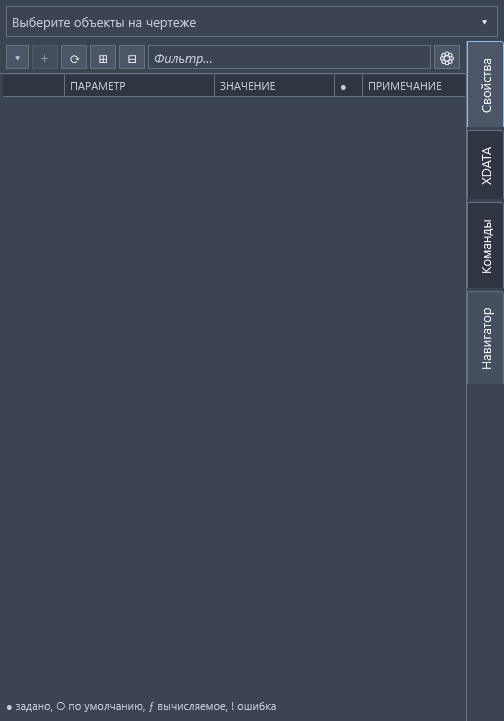 Выберите объекты на чертеже
Фильтр...
ПАРАМЕТР ЗНАЧЕНИЕ ● ПРИМЕЧАНИЕ
Свойства
XDATA
Команды
Навигатор
● задано, ○ по умолчанию, ƒ вычисляемое, ! ошибка